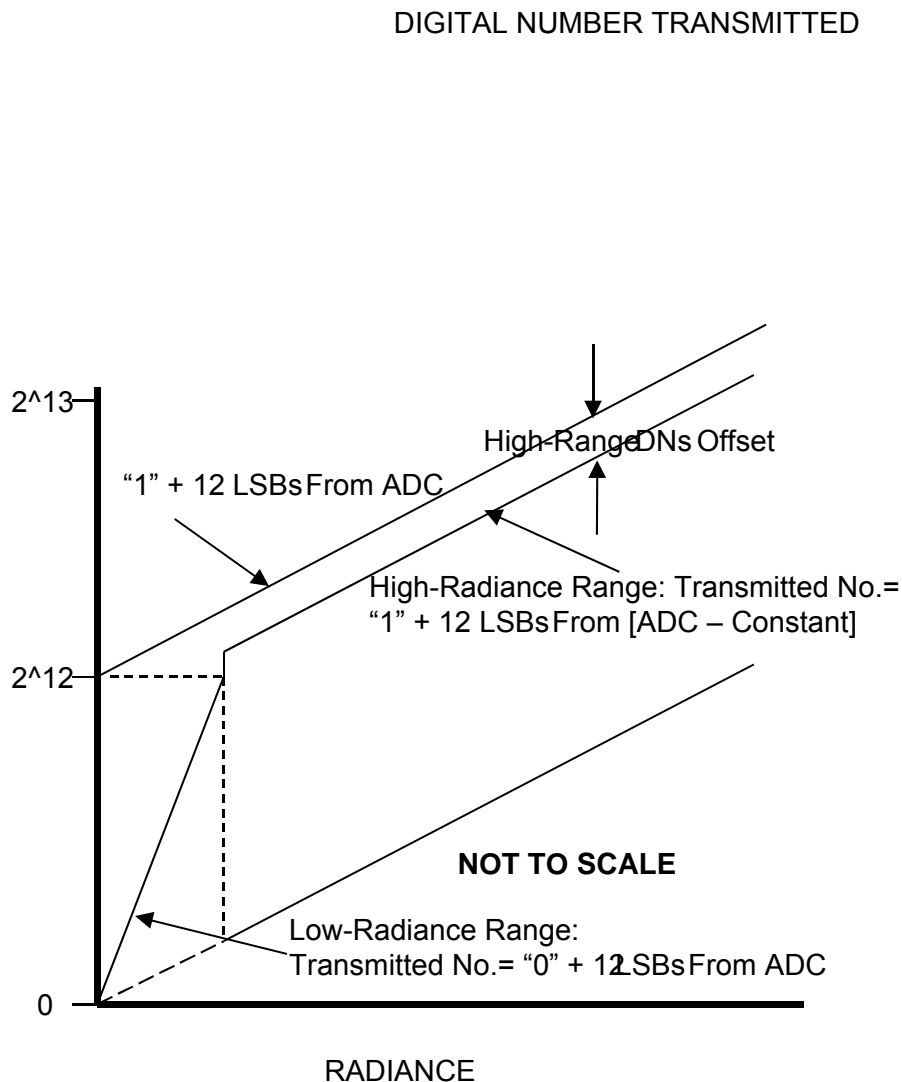 DIGITAL NUMBER TRANSMITTED
2^13
High-Range DNs Offset
“1” + 12 LSBs From ADC
High-Radiance Range: Transmitted No.=
“1” + 12 LSBs From [ADC – Constant]
2^12
NOT TO SCALE
Low-Radiance Range:
Transmitted No.= “0” + 12 LSBs From ADC
0
RADIANCE